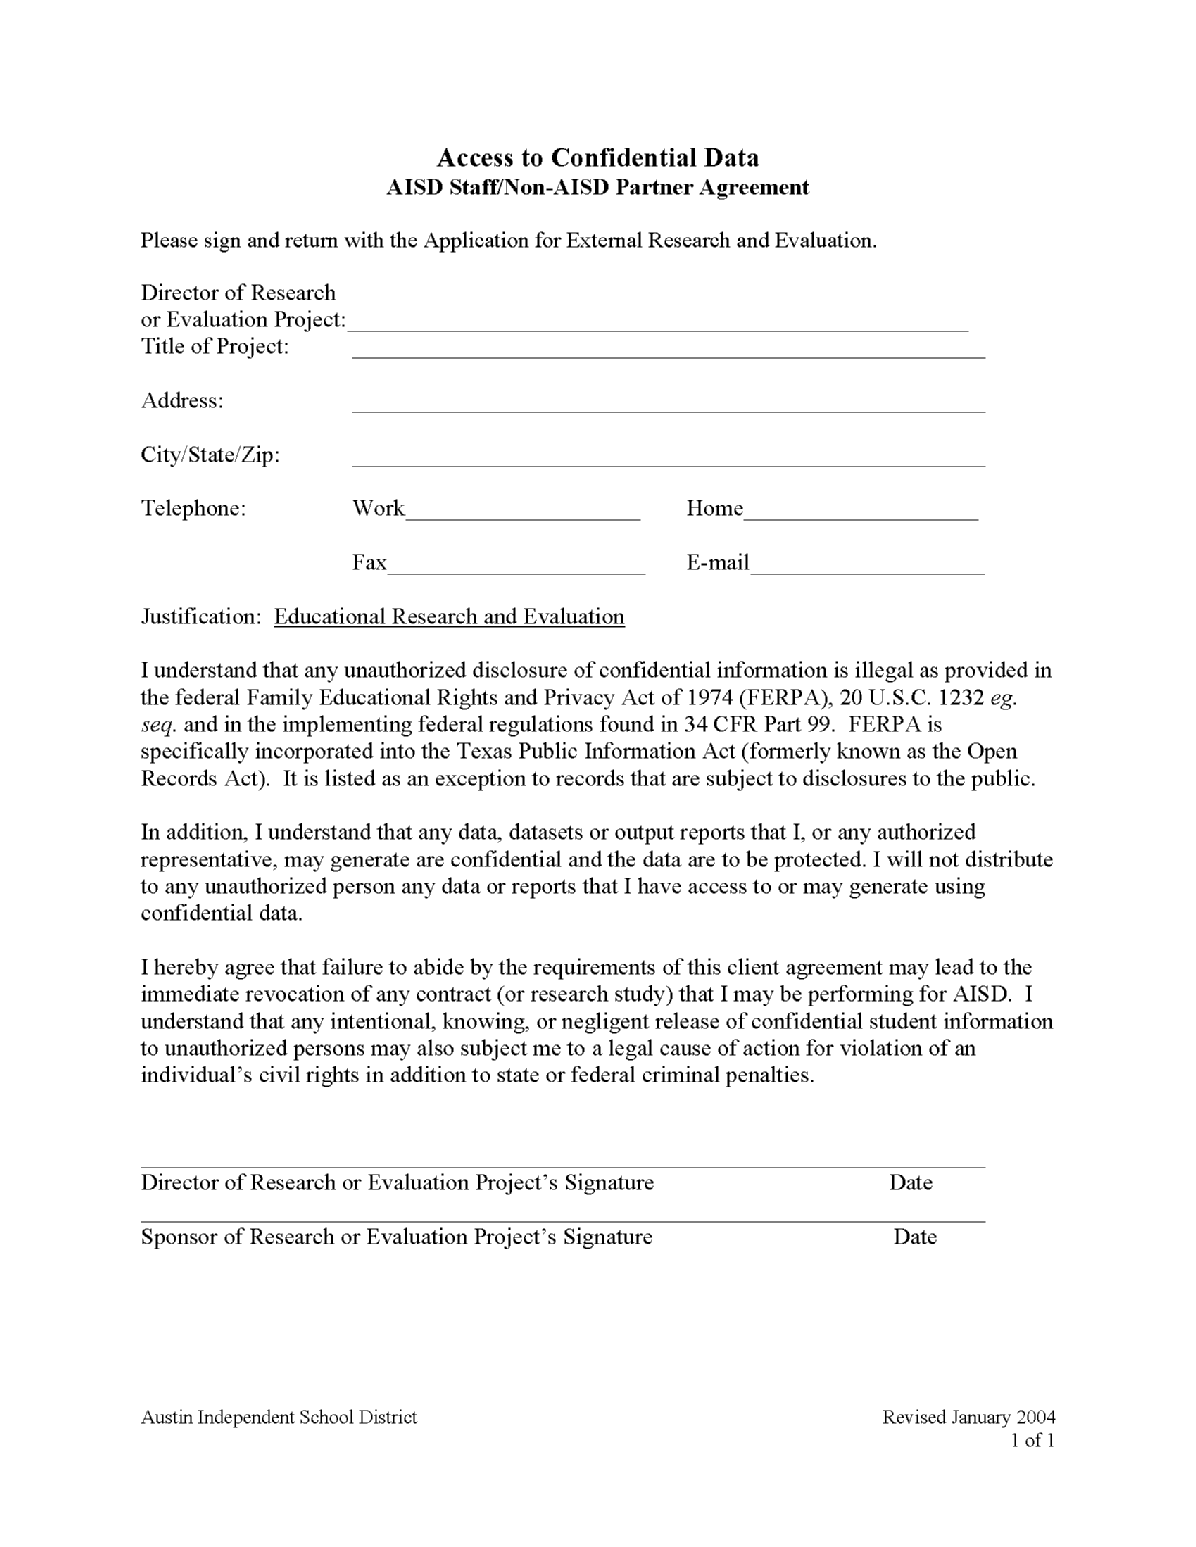 Access to Confidential Data
AISD Staff/Non-AISD Partner Agreement
Please sign and return with the Application for External Research and Evaluation.
Director of Research
or Evaluation Project:
Title of Project:
Address:
City/State/Zip:
Telephone: Work Home
Fax E-mail
Justification: Educational Research and Evaluation
I understand that any unauthorized disclosure of confidential information is illegal as provided in
the federal Family Educational Rights and Privacy Act of 1974 (FERPA), 20 U.S.C. 1232 eg.
seq. and in the implementing federal regulations found in 34 CFR Part 99. FERPA is
specifically incorporated into the Texas Public Information Act (formerly known as the Open
Records Act). It is listed as an exception to records that are subject to disclosures to the public.
In addition, I understand that any data, datasets or output reports that I, or any authorized
representative, may generate are confidential and the data are to be protected. I will not distribute
to any unauthorized person any data or reports that I have access to or may generate using
confidential data.
I hereby agree that failure to abide by the requirements of this client agreement may lead to the
immediate revocation of any contract (or research study) that I may be performing for AISD. I
understand that any intentional, knowing, or negligent release of confidential student information
to unauthorized persons may also subject me to a legal cause of action for violation of an
individual’s civil rights in addition to state or federal criminal penalties.
Director of Research or Evaluation Project’s Signature Date
Sponsor of Research or Evaluation Project’s Signature Date
Austin Independent School District Revised January 2004
1 of 1